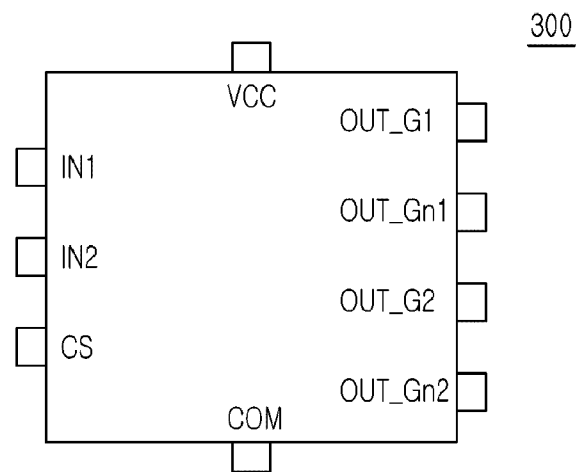 300
VCC
OUT_G1
IN1
OUT_Gn1
IN2
OUT_G2
CS
OUT_Gn2
COM